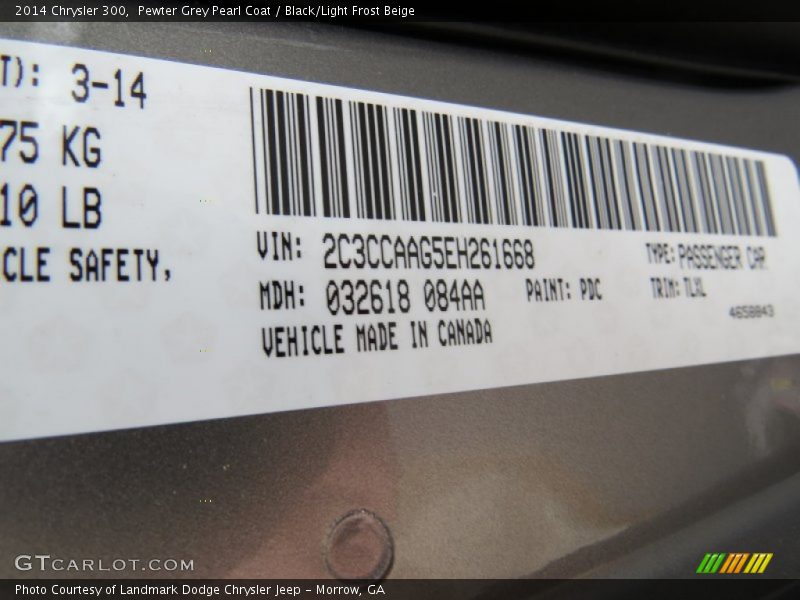 2014 Chrysler 300, Pewter Grey Pearl Coat / Black/Light Frost Beige
T): 3-14
75 KG
10 LB
CLE SAFETY,
VIN: 2C3CCAAG5EH261668
TYPE: PASSENGER CAR
MDH: 032618 084AA
PAINT: PDC
TRIM: TLXL
VEHICLE MADE IN CANADA
4658843
GTCARLOT.COM
Photo Courtesy of Landmark Dodge Chrysler Jeep – Morrow, GA